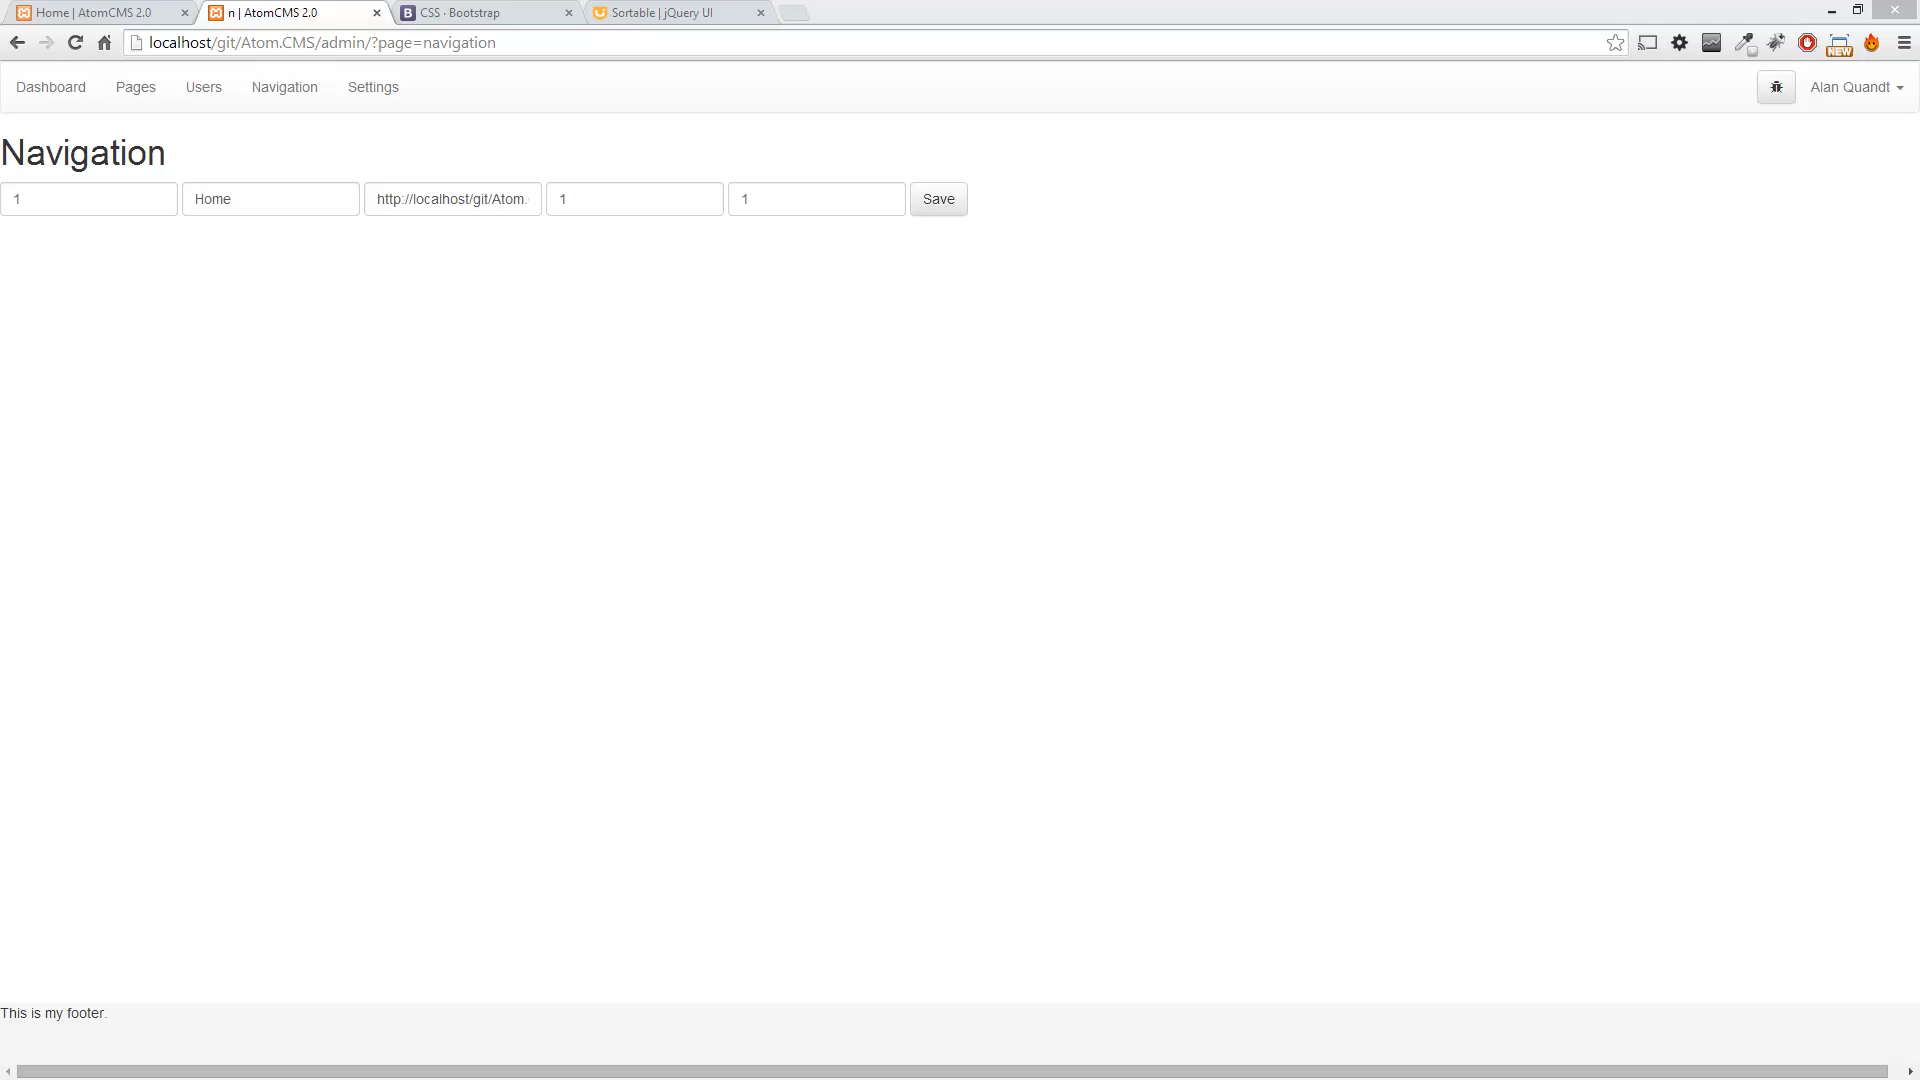 Home | AtomCMS 2.0
n | AtomCMS 2.0
CSS · Bootstrap
Sortable | jQuery UI
localhost/git/Atom.CMS/admin/?page=navigation
NEW
Dashboard Pages Users Navigation Settings
Alan Quandt
Navigation
1 Home http://localhost/git/Atom. 1 1 Save
This is my footer.